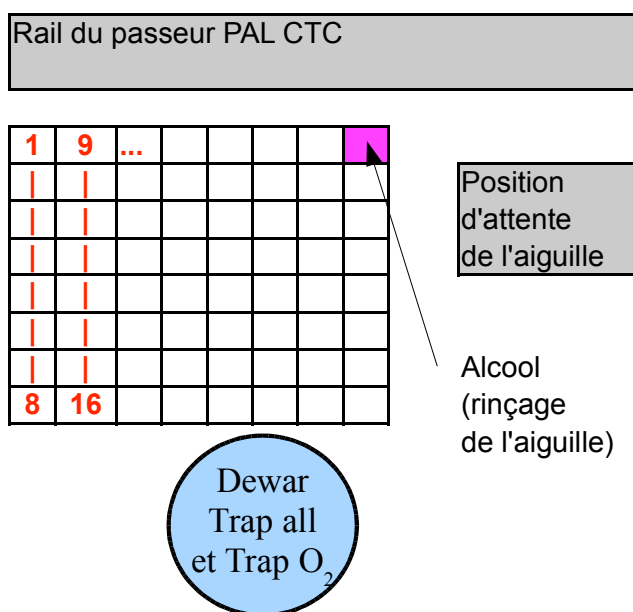 Rail du passeur PAL CTC
1 9 ...
| |
| |
| |
| |
| |
| |
8 16
Position
d'attente
de l'aiguille
Alcool
(rinçage
de l'aiguille)
Dewar
Trap all
et Trap O₂